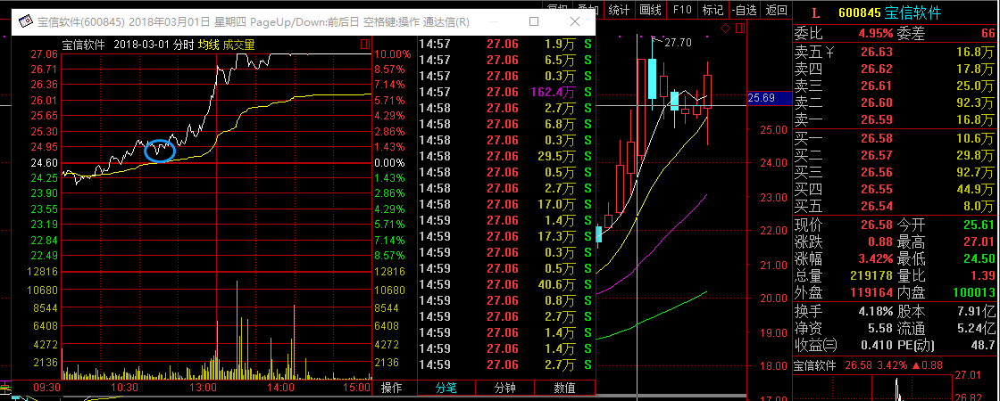 复权 叠加 统计 画线 F10 标记 -自选 返回
宝信软件(600845) 2018年03月01日 星期四 PageUp/Down:前后日 空格键:操作 通达信(R)
宝信软件 2018-03-01 分时 均线 成交量
27.06
26.71
26.36
26.01
25.65
25.30
24.95
24.60
24.25
23.90
23.55
23.19
22.84
22.49
12816
10680
8544
6408
4272
2136
10.00%
8.57%
7.14%
5.71%
4.29%
2.86%
1.43%
0.00%
1.43%
2.86%
4.29%
5.71%
7.14%
8.57%
12816
10680
8544
6408
4272
2136
09:30 10:30 13:00 14:00 15:00
14:57 27.06 1.9万 S
14:57 27.06 6.5万 S
14:57 27.06 0.3万 S
14:57 27.06 162.4万 S
14:58 27.06 2.7万 S
14:58 27.06 6.8万 S
14:58 27.06 0.3万 S
14:58 27.06 29.5万 S
14:58 27.06 0.5万 S
14:58 27.06 2.7万 S
14:58 27.06 17.0万 S
14:59 27.06 1.4万 S
14:59 27.06 17.3万 S
14:59 27.06 0.3万 S
14:59 27.06 0.5万 S
14:59 27.06 40.6万 S
14:59 27.06 0.8万 S
14:59 27.06 2.7万 S
14:59 27.06 1.4万 S
14:59 27.06 1.4万 S
14:59 27.06 2.7万 S
操作 分笔 分钟 数值
27.70
25.69
25.00
24.00
23.00
22.00
21.00
20.00
19.00
18.00
17.00
L 600845 宝信软件
委比 4.95% 委差 66
卖五¥ 26.63 16.8万
卖四 26.62 17.8万
卖三 26.61 25.0万
卖二 26.60 92.3万
卖一 26.59 16.8万
买一 26.58 10.6万
买二 26.57 29.8万
买三 26.56 92.7万
买四 26.55 44.9万
买五 26.54 8.0万
现价 26.58 今开 25.61
涨跌 0.88 最高 27.01
涨幅 3.42% 最低 24.50
总量 219178 量比 1.39
外盘 119164 内盘 100013
换手 4.18% 股本 7.91亿
净资 5.58 流通 5.24亿
收益㈢ 0.410 PE(动) 48.7
宝信软件 26.58 3.42% ▲0.88
27.01
26.82